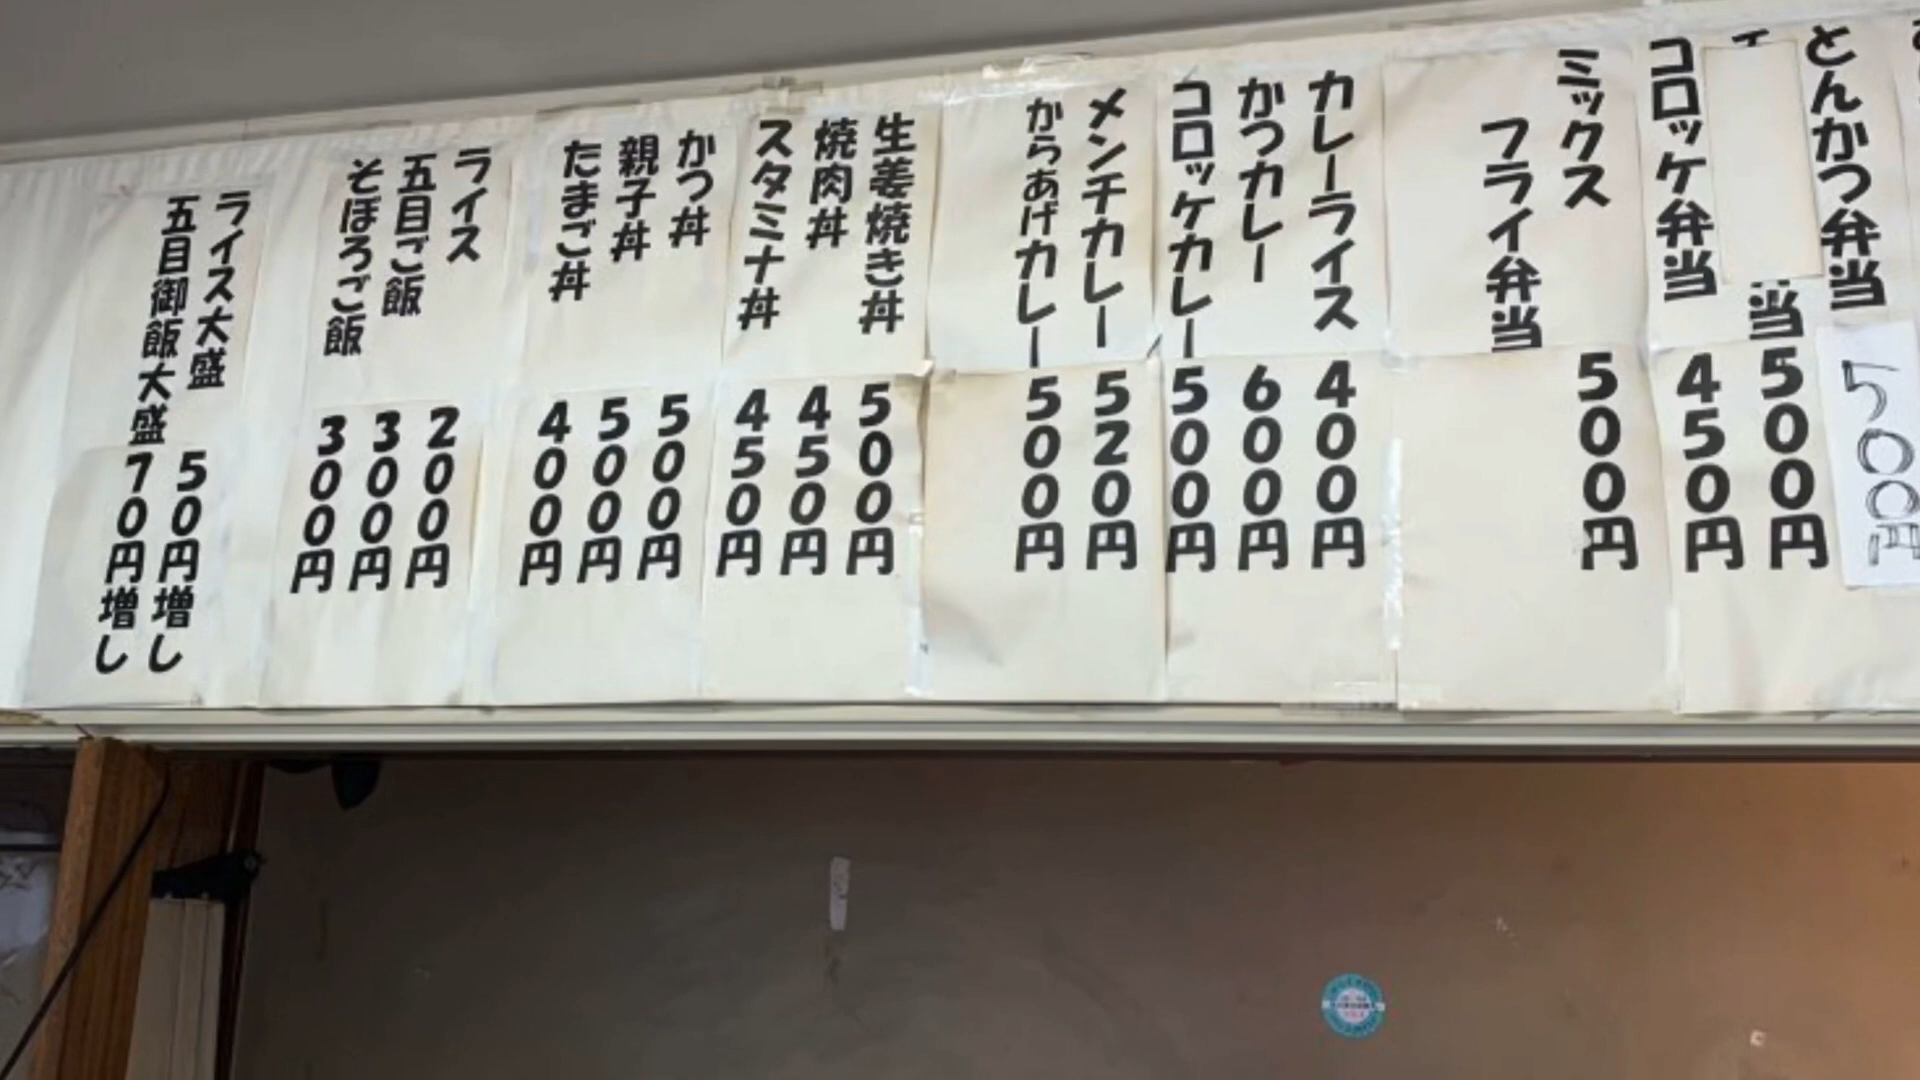 とんかつ弁当 500円
当 500円
コロッケ弁当 450円
ミックス
フライ弁当 500円
カレーライス 400円
かつカレー 600円
コロッケカレー 500円
メンチカレー 520円
からあげカレー 500円
生姜焼き丼 500円
焼肉丼 450円
スタミナ丼 450円
かつ丼 500円
親子丼 500円
たまご丼 400円
ライス 200円
五目ご飯 300円
そぼろご飯 300円
ライス大盛 50円増し
五目御飯大盛 70円増し